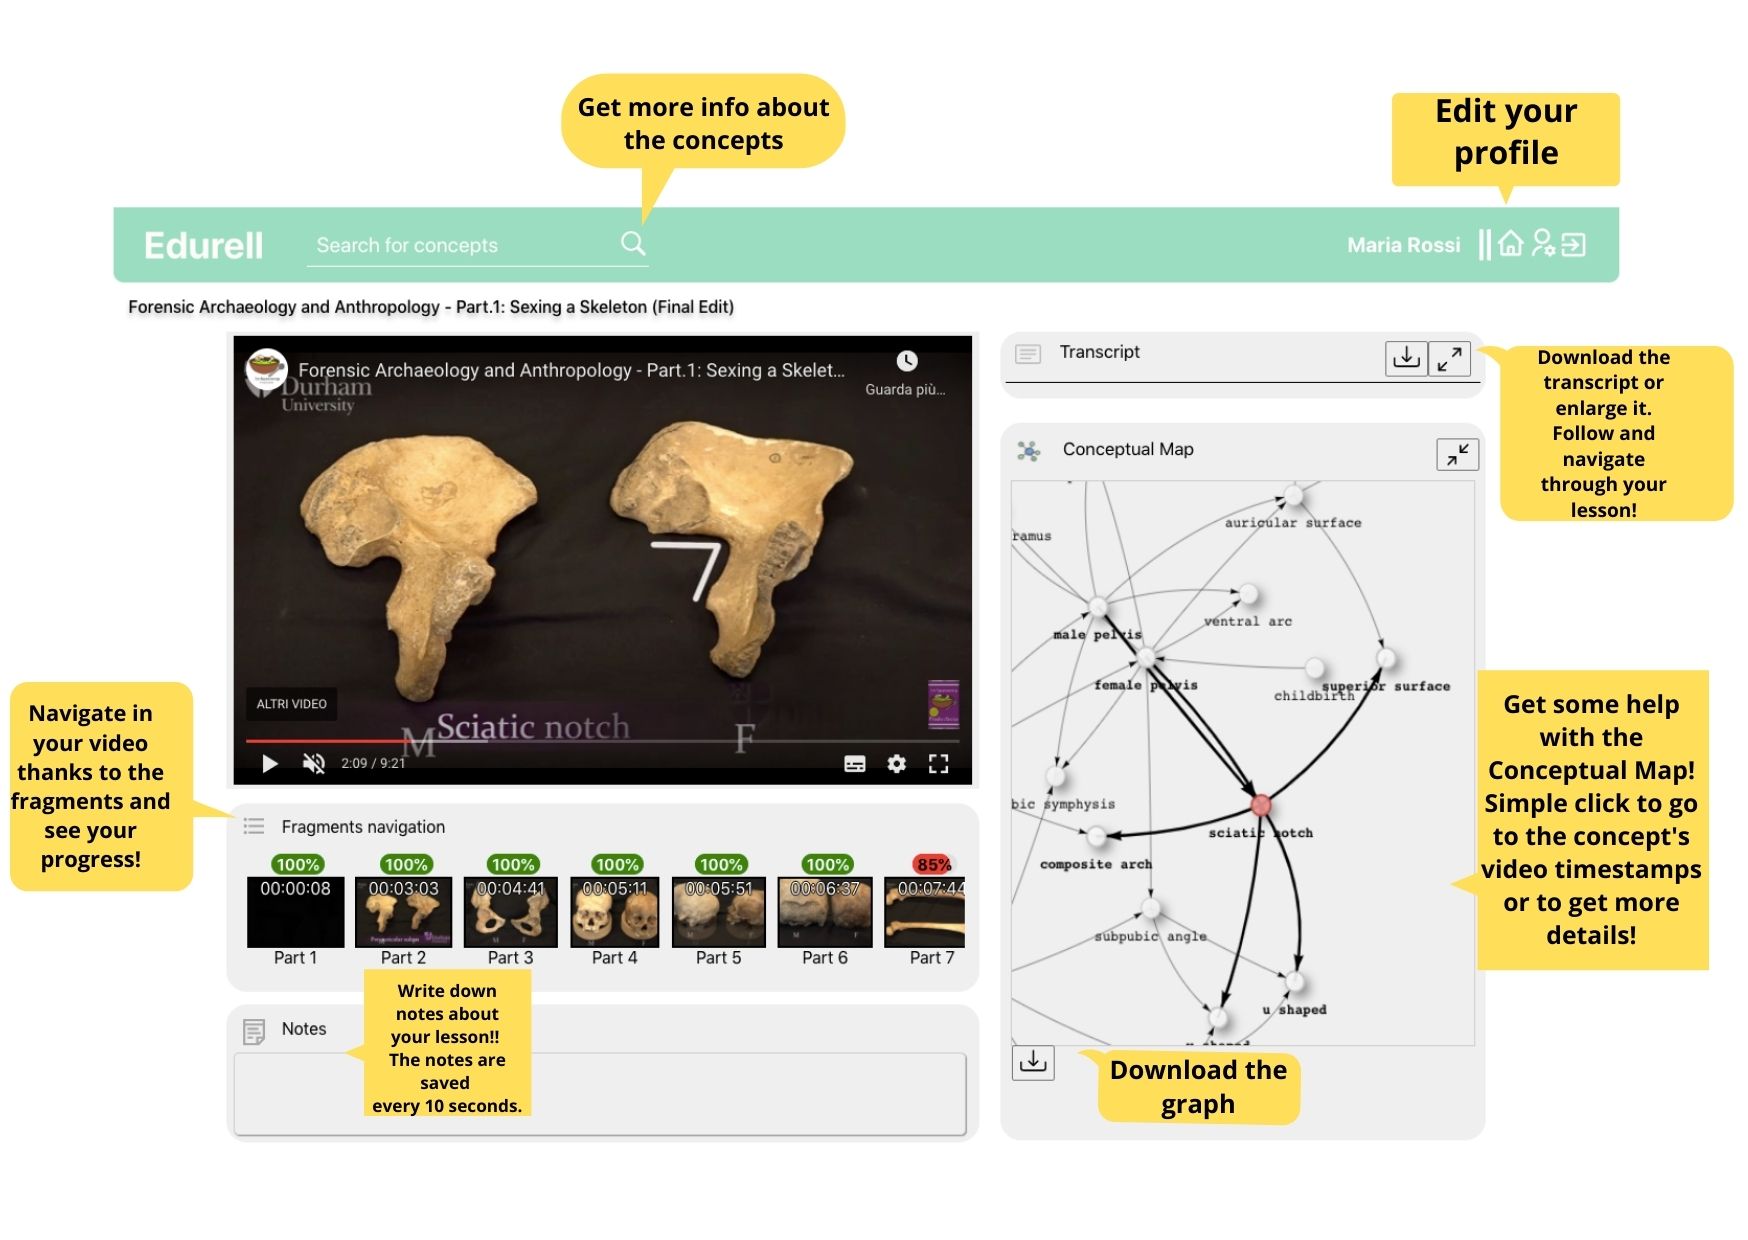 Get more info about
the concepts
Edit your
profile
Edurell
Search for concepts
Maria Rossi
Forensic Archaeology and Anthropology - Part.1: Sexing a Skeleton (Final Edit)
Forensic Archaeology and Anthropology - Part.1: Sexing a Skelet...
Durham
University
Guarda più...
ALTRI VIDEO
M
Sciatic notch
F
2:09 / 9:21
Transcript
Download the
transcript or
enlarge it.
Follow and
navigate
through your
lesson!
Conceptual Map
auricular surface
ramus
ventral arc
male pelvis
female pelvis
childbirth
superior surface
bic symphysis
sciatic notch
composite arch
subpubic angle
u shaped
Get some help
with the
Conceptual Map!
Simple click to go
to the concept's
video timestamps
or to get more
details!
Download the
graph
Navigate in
your video
thanks to the
fragments and
see your
progress!
Fragments navigation
100% 100% 100% 100% 100% 100% 85%
00:00:08 00:03:03 00:04:41 00:05:11 00:05:51 00:06:37 00:07:44
Part 1 Part 2 Part 3 Part 4 Part 5 Part 6 Part 7
Notes
Write down
notes about
your lesson!!
The notes are
saved
every 10 seconds.